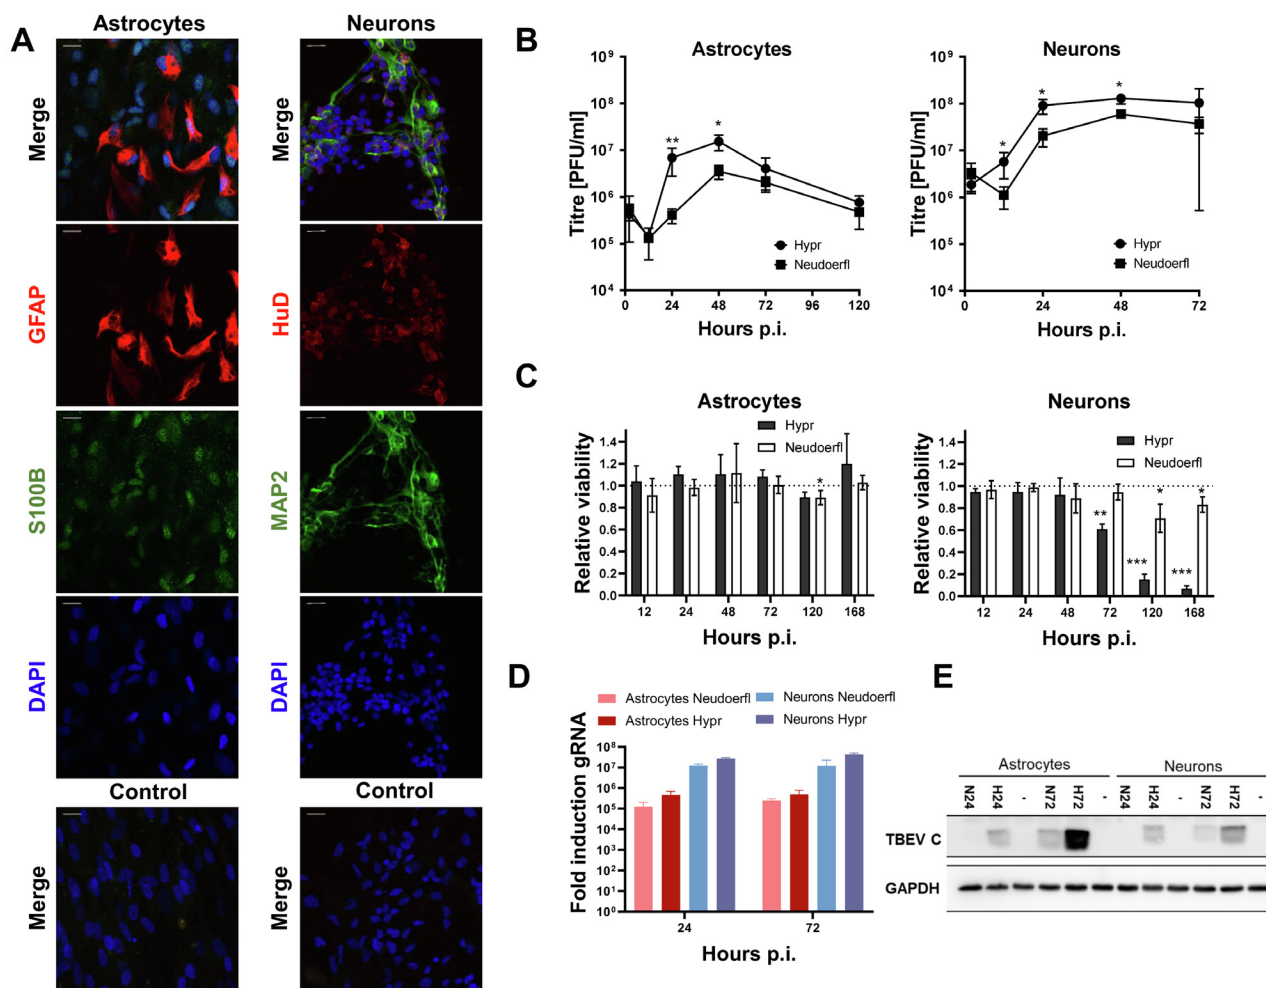 A
Astrocytes
Neurons
Merge
Merge
GFAP
HuD
S100B
MAP2
DAPI
DAPI
Control
Control
Merge
Merge
B
Astrocytes
Titre [PFU/ml]
10⁹
10⁸
10⁷
10⁶
10⁵
10⁴
** *
Hypr
Neudoerfl
0 24 48 72 96 120
Hours p.i.
Neurons
Titre [PFU/ml]
10⁹
10⁸
10⁷
10⁶
10⁵
10⁴
* * *
Hypr
Neudoerfl
0 24 48 72
Hours p.i.
C
Astrocytes
Relative viability
1.4
1.2
1.0
0.8
0.6
0.4
0.2
0.0
Hypr
Neudoerfl
*
12 24 48 72 120 168
Hours p.i.
Neurons
Relative viability
1.4
1.2
1.0
0.8
0.6
0.4
0.2
0.0
Hypr
Neudoerfl
** *** * *** *
12 24 48 72 120 168
Hours p.i.
D
Astrocytes Neudoerfl
Neurons Neudoerfl
Astrocytes Hypr
Neurons Hypr
Fold induction gRNA
10⁸
10⁷
10⁶
10⁵
10⁴
10³
10²
10¹
10⁰
24 72
Hours p.i.
E
Astrocytes Neurons
N24 H24 - N72 H72 - N24 H24 - N72 H72 -
TBEV C
GAPDH